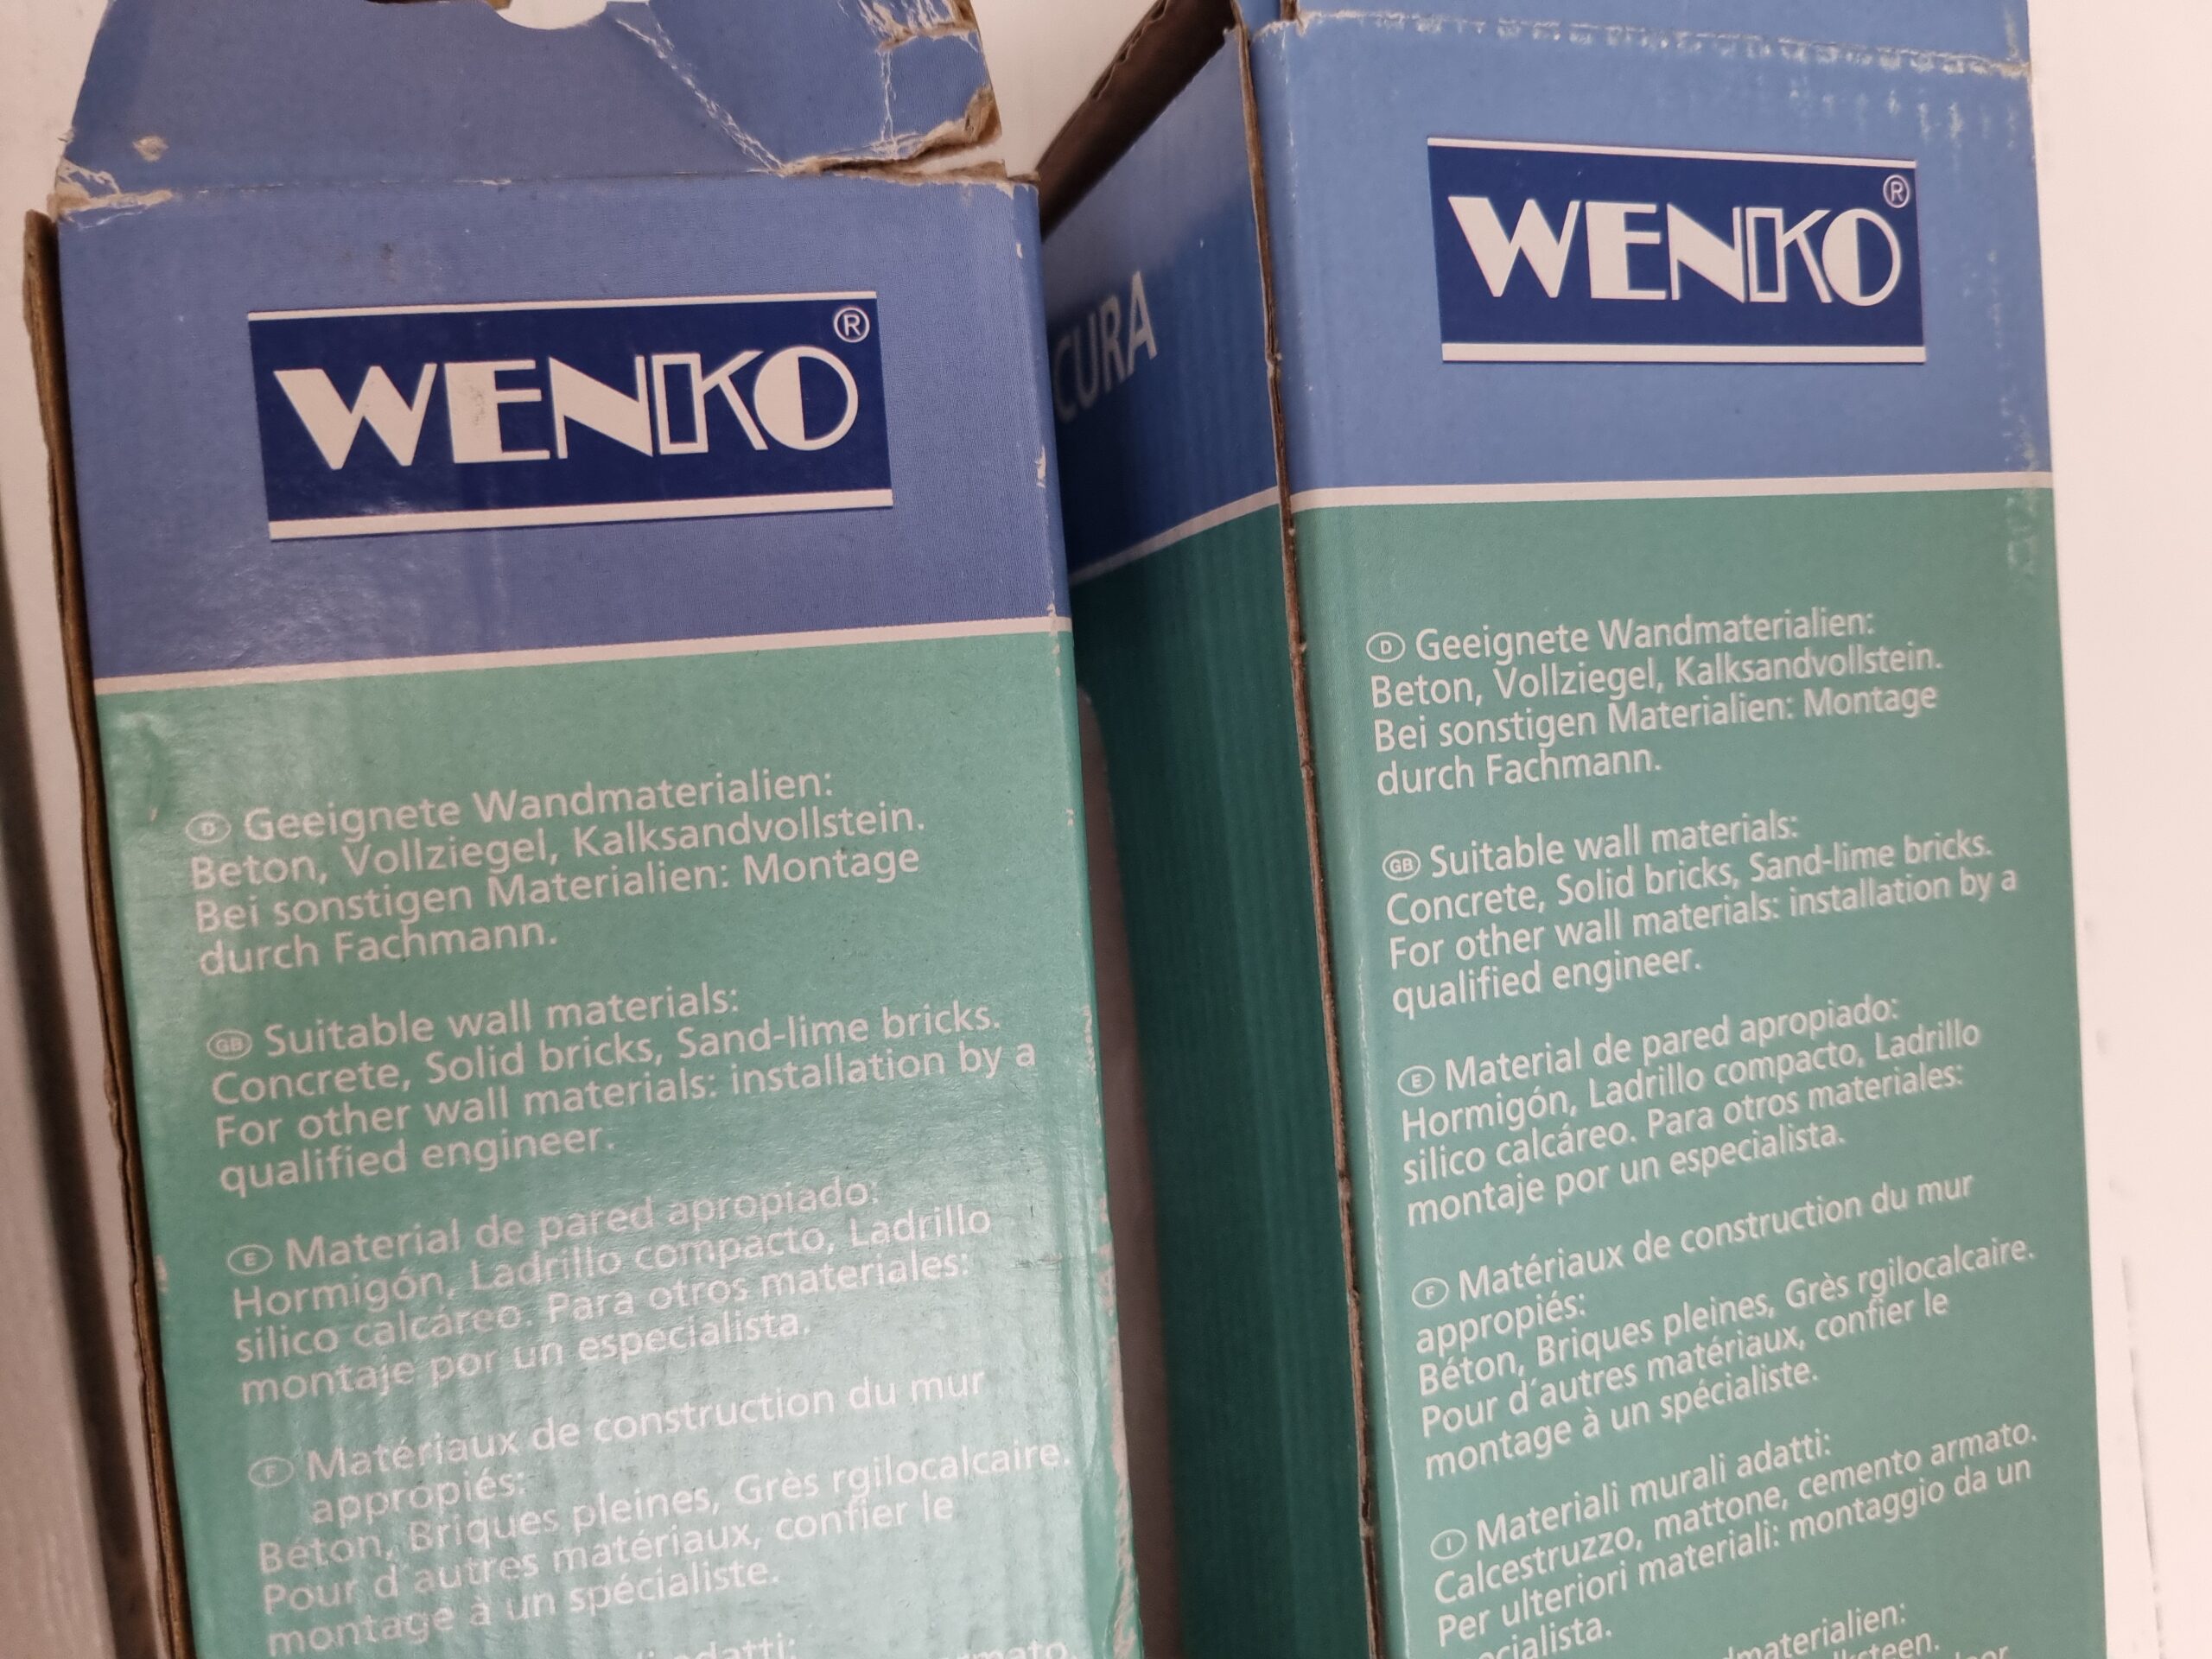 WENKO®
Ⓓ Geeignete Wandmaterialien:
Beton, Vollziegel, Kalksandvollstein.
Bei sonstigen Materialien: Montage
durch Fachmann.
GB Suitable wall materials:
Concrete, Solid bricks, Sand-lime bricks.
For other wall materials: installation by a
qualified engineer.
E Material de pared apropiado:
Hormigón, Ladrillo compacto, Ladrillo
silico calcáreo. Para otros materiales:
montaje por un especialista.
F Matériaux de construction du mur
appropiés:
Béton, Briques pleines, Grès rgilocalcaire.
Pour d´autres matériaux, confier le
montage à un spécialiste.
adatti:
CURA
WENKO®
D Geeignete Wandmaterialien:
Beton, Vollziegel, Kalksandvollstein.
Bei sonstigen Materialien: Montage
durch Fachmann.
GB Suitable wall materials:
Concrete, Solid bricks, Sand-lime bricks.
For other wall materials: installation by a
qualified engineer.
E Material de pared apropiado:
Hormigón, Ladrillo compacto, Ladrillo
silico calcáreo. Para otros materiales:
montaje por un especialista.
F Matériaux de construction du mur
appropiés:
Béton, Briques pleines, Grès rgilocalcaire.
Pour d´autres matériaux, confier le
montage à un spécialiste.
I Materiali murali adatti:
Calcestruzzo, mattone, cemento armato.
Per ulteriori materiali: montaggio da un
ecialista.
dmaterialien: